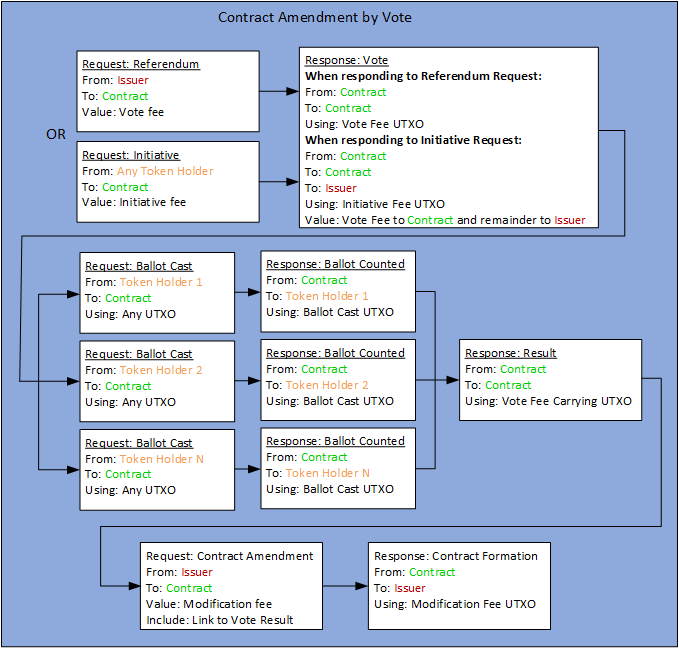 Contract Amendment by Vote
Request: Referendum
From: Issuer
To: Contract
Value: Vote fee
OR
Request: Initiative
From: Any Token Holder
To: Contract
Value: Initiative fee
Response: Vote
When responding to Referendum Request:
From: Contract
To: Contract
Using: Vote Fee UTXO
When responding to Initiative Request:
From: Contract
To: Contract
To: Issuer
Using: Initiative Fee UTXO
Value: Vote Fee to Contract and remainder to Issuer
Request: Ballot Cast
From: Token Holder 1
To: Contract
Using: Any UTXO
Response: Ballot Counted
From: Contract
To: Token Holder 1
Using: Ballot Cast UTXO
Request: Ballot Cast
From: Token Holder 2
To: Contract
Using: Any UTXO
Response: Ballot Counted
From: Contract
To: Token Holder 2
Using: Ballot Cast UTXO
Request: Ballot Cast
From: Token Holder N
To: Contract
Using: Any UTXO
Response: Ballot Counted
From: Contract
To: Token Holder N
Using: Ballot Cast UTXO
Response: Result
From: Contract
To: Contract
Using: Vote Fee Carrying UTXO
Request: Contract Amendment
From: Issuer
To: Contract
Value: Modification fee
Include: Link to Vote Result
Response: Contract Formation
From: Contract
To: Issuer
Using: Modification Fee UTXO